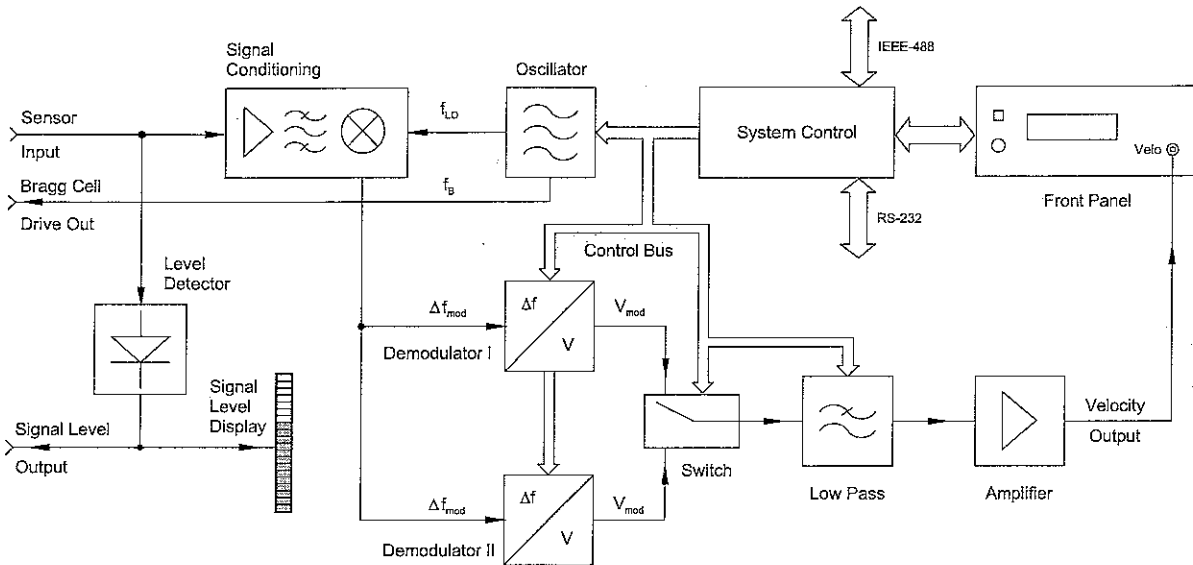 IEEE-488
Signal
Conditioning
Oscillator
Sensor
Input
f_LO
System Control
Velo
Bragg Cell
Drive Out
f_B
RS-232
Front Panel
Control Bus
Level
Detector
Δf
V
Δf_mod
V_mod
Demodulator I
Signal
Level
Display
Signal Level
Output
Switch
Velocity
Output
Low Pass
Amplifier
Δf
V
Δf_mod
V_mod
Demodulator II